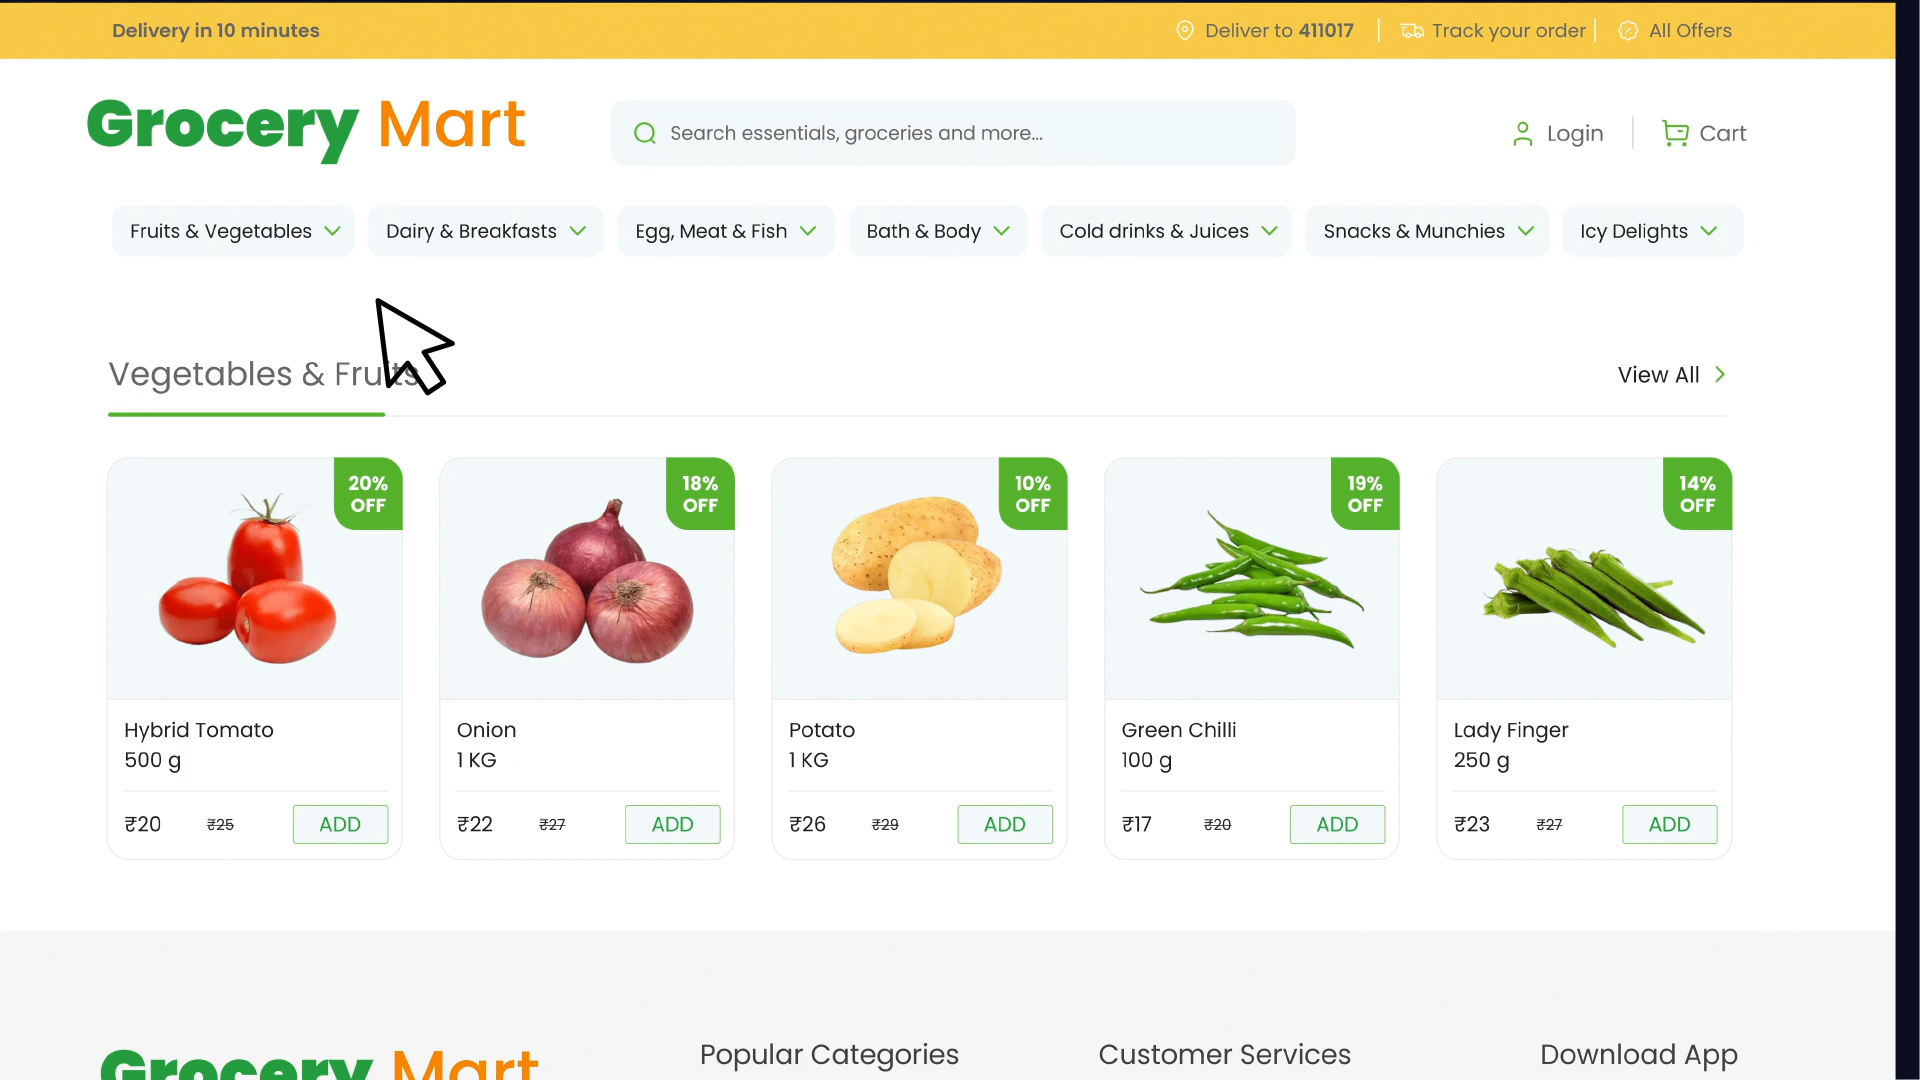 Delivery in 10 minutes
Deliver to 411017
Track your order
All Offers
Grocery Mart
Search essentials, groceries and more...
Login
Cart
Fruits & Vegetables
Dairy & Breakfasts
Egg, Meat & Fish
Bath & Body
Cold drinks & Juices
Snacks & Munchies
Icy Delights
Vegetables & Fruits
View All
20%
OFF
Hybrid Tomato
500 g
₹20 ₹25 ADD
18%
OFF
Onion
1 KG
₹22 ₹27 ADD
10%
OFF
Potato
1 KG
₹26 ₹29 ADD
19%
OFF
Green Chilli
100 g
₹17 ₹20 ADD
14%
OFF
Lady Finger
250 g
₹23 ₹27 ADD
Grocery Mart
Popular Categories
Customer Services
Download App